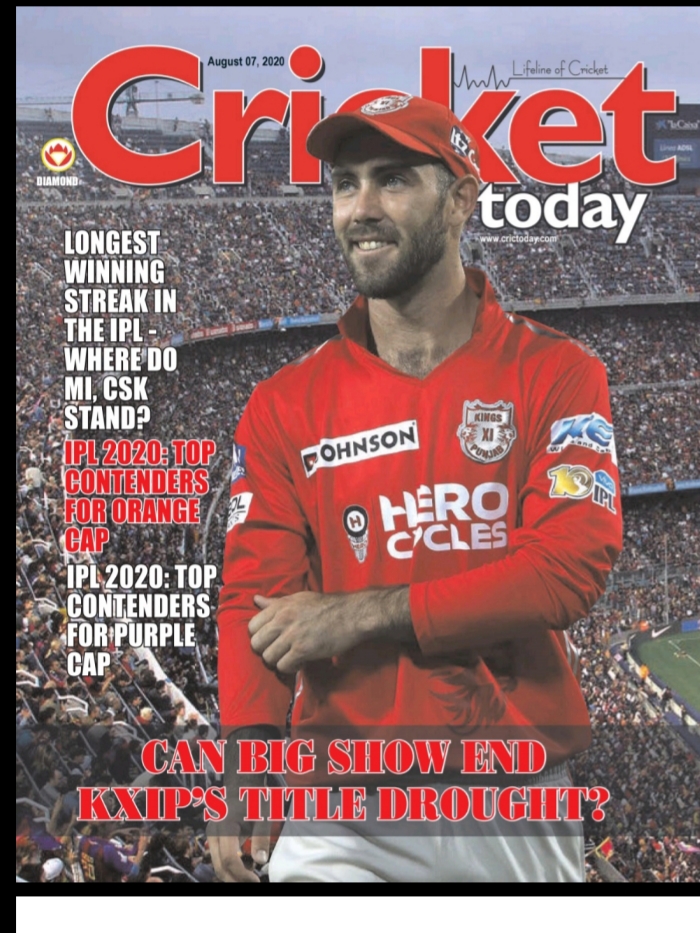 August 07, 2020
Lifeline of Cricket
Cricket
today
www.crictoday.com
DIAMOND
LONGEST
WINNING
STREAK IN
THE IPL -
WHERE DO
MI, CSK
STAND?
IPL 2020: TOP
CONTENDERS
FOR ORANGE
CAP
IPL 2020: TOP
CONTENDERS
FOR PURPLE
CAP
KINGS
XI
PUNJAB
OHNSON
10 IPL
H
HERO
CYCLES
CAN BIG SHOW END
KXIP'S TITLE DROUGHT?